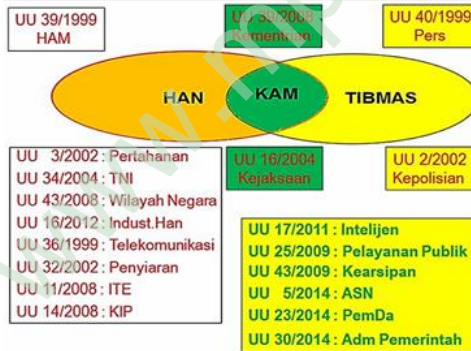 UU 39/1999
HAM
UU 39/2008
Kementrian
UU 40/1999
Pers
HAN
KAM
TIBMAS
UU 3/2002 : Pertahanan
UU 34/2004 : TNI
UU 43/2008 : Wilayah Negara
UU 16/2012 : Indust.Han
UU 36/1999 : Telekomunikasi
UU 32/2002 : Penyiaran
UU 11/2008 : ITE
UU 14/2008 : KIP
UU 16/2004
Kejaksaan
UU 2/2002
Kepolisian
UU 17/2011 : Intelijen
UU 25/2009 : Pelayanan Publik
UU 43/2009 : Kearsipan
UU 5/2014 : ASN
UU 23/2014 : PemDa
UU 30/2014 : Adm Pemerintah